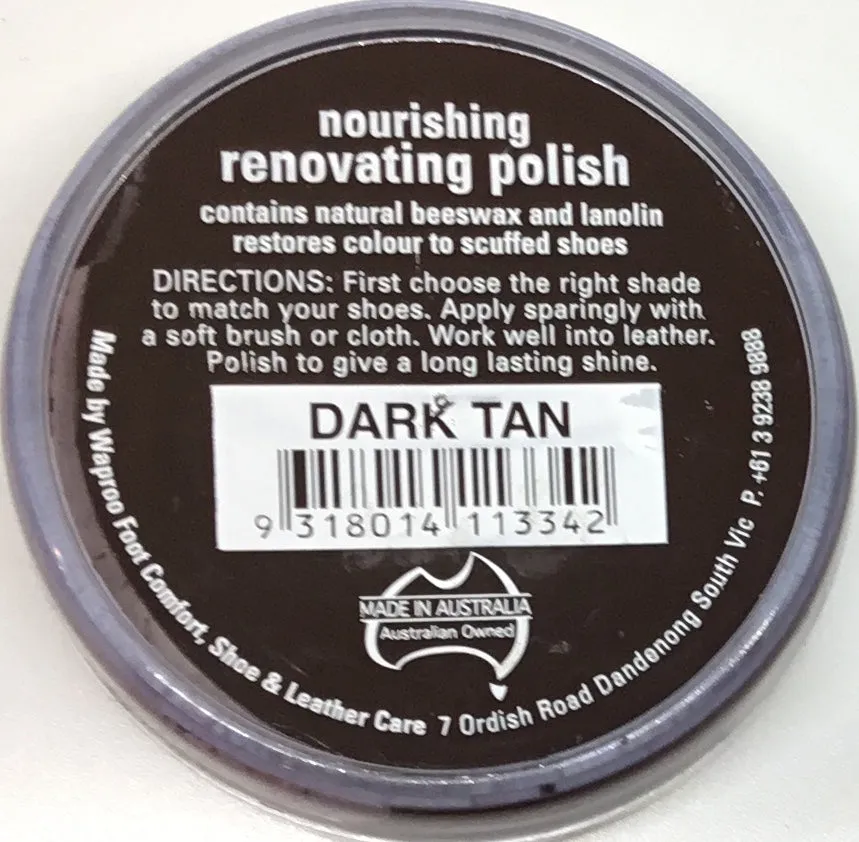 nourishing
renovating polish
contains natural beeswax and lanolin
restores colour to scuffed shoes
DIRECTIONS: First choose the right shade
to match your shoes. Apply sparingly with
a soft brush or cloth. Work well into leather.
Polish to give a long lasting shine.
DARK TAN
9 318014 113342
MADE IN AUSTRALIA
Australian Owned
Made by Waproo Foot Comfort, Shoe & Leather Care 7 Ordish Road Dandenong South Vic P. +61 3 9238 9888